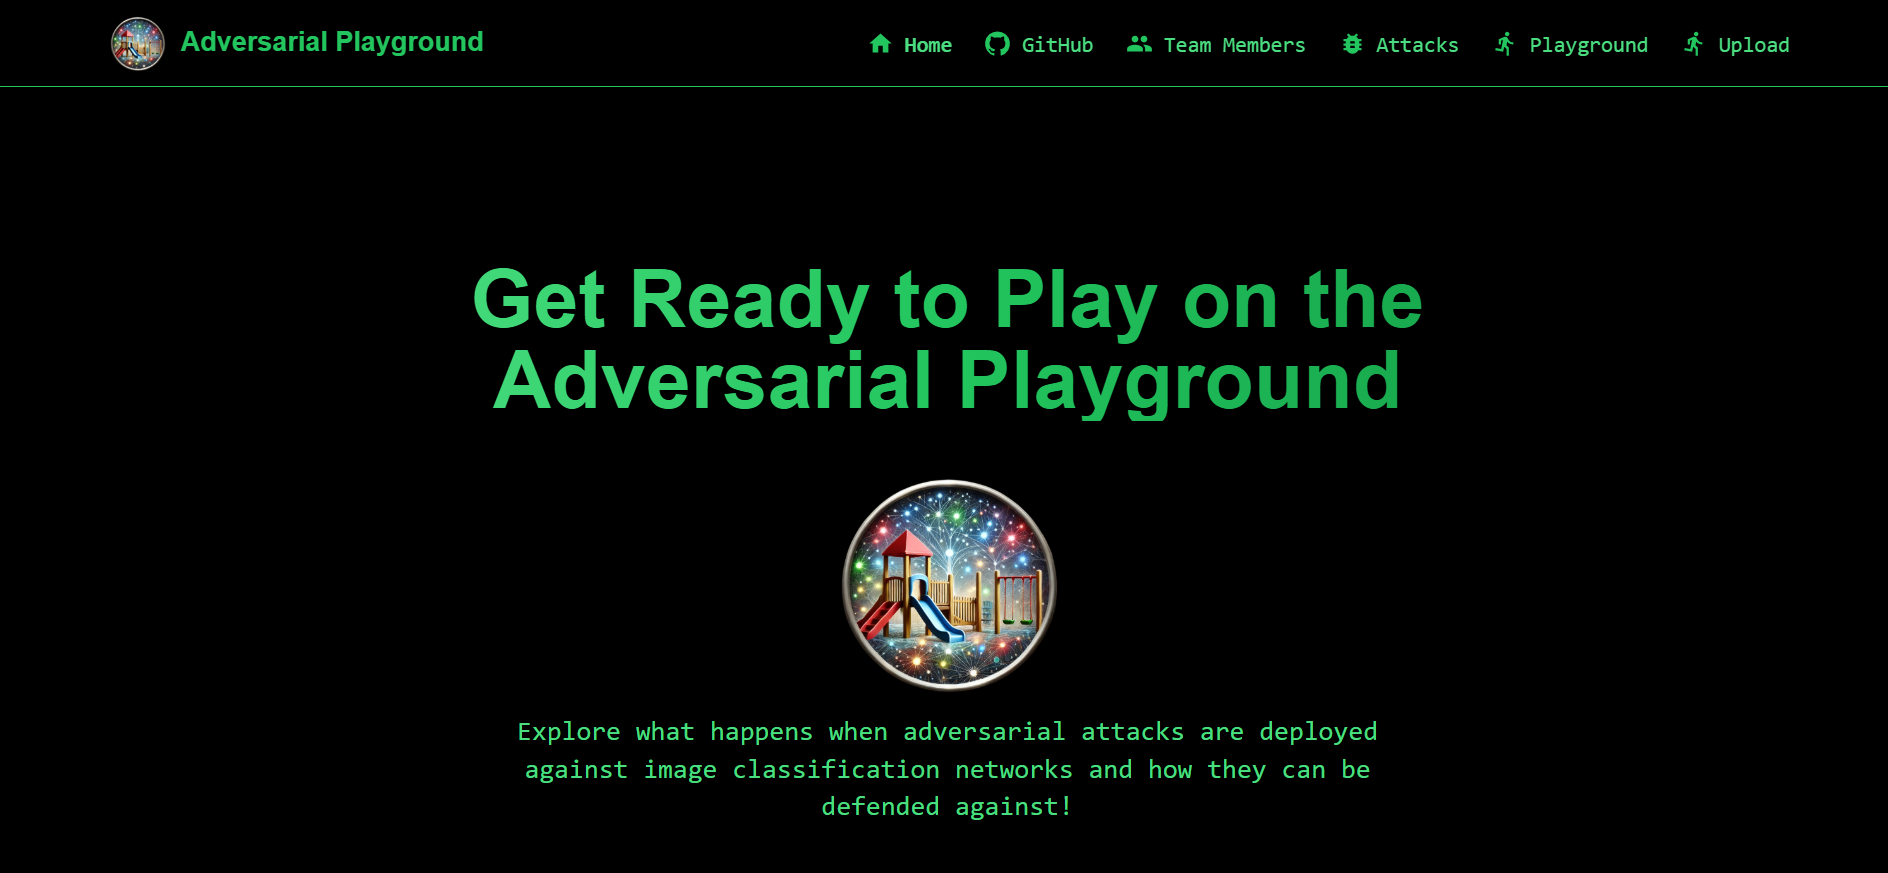 Adversarial Playground
Home GitHub Team Members Attacks Playground Upload
Get Ready to Play on the
Adversarial Playground
Explore what happens when adversarial attacks are deployed
against image classification networks and how they can be
defended against!